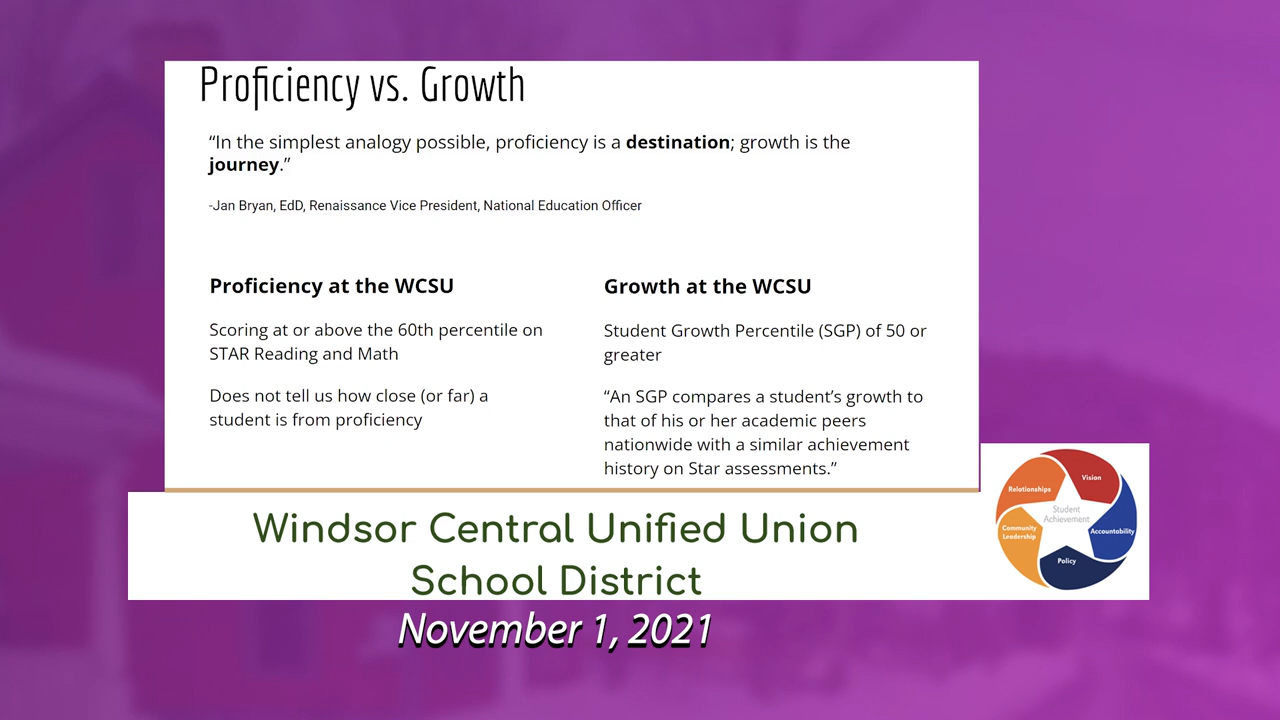 Proficiency vs. Growth
“In the simplest analogy possible, proficiency is a destination; growth is the
journey.”
-Jan Bryan, EdD, Renaissance Vice President, National Education Officer
Proficiency at the WCSU
Scoring at or above the 60th percentile on
STAR Reading and Math
Does not tell us how close (or far) a
student is from proficiency
Growth at the WCSU
Student Growth Percentile (SGP) of 50 or
greater
“An SGP compares a student’s growth to
that of his or her academic peers
nationwide with a similar achievement
history on Star assessments.”
Windsor Central Unified Union
School District
November 1, 2021
Relationships
Vision
Student
Achievement
Community
Leadership
Accountability
Policy